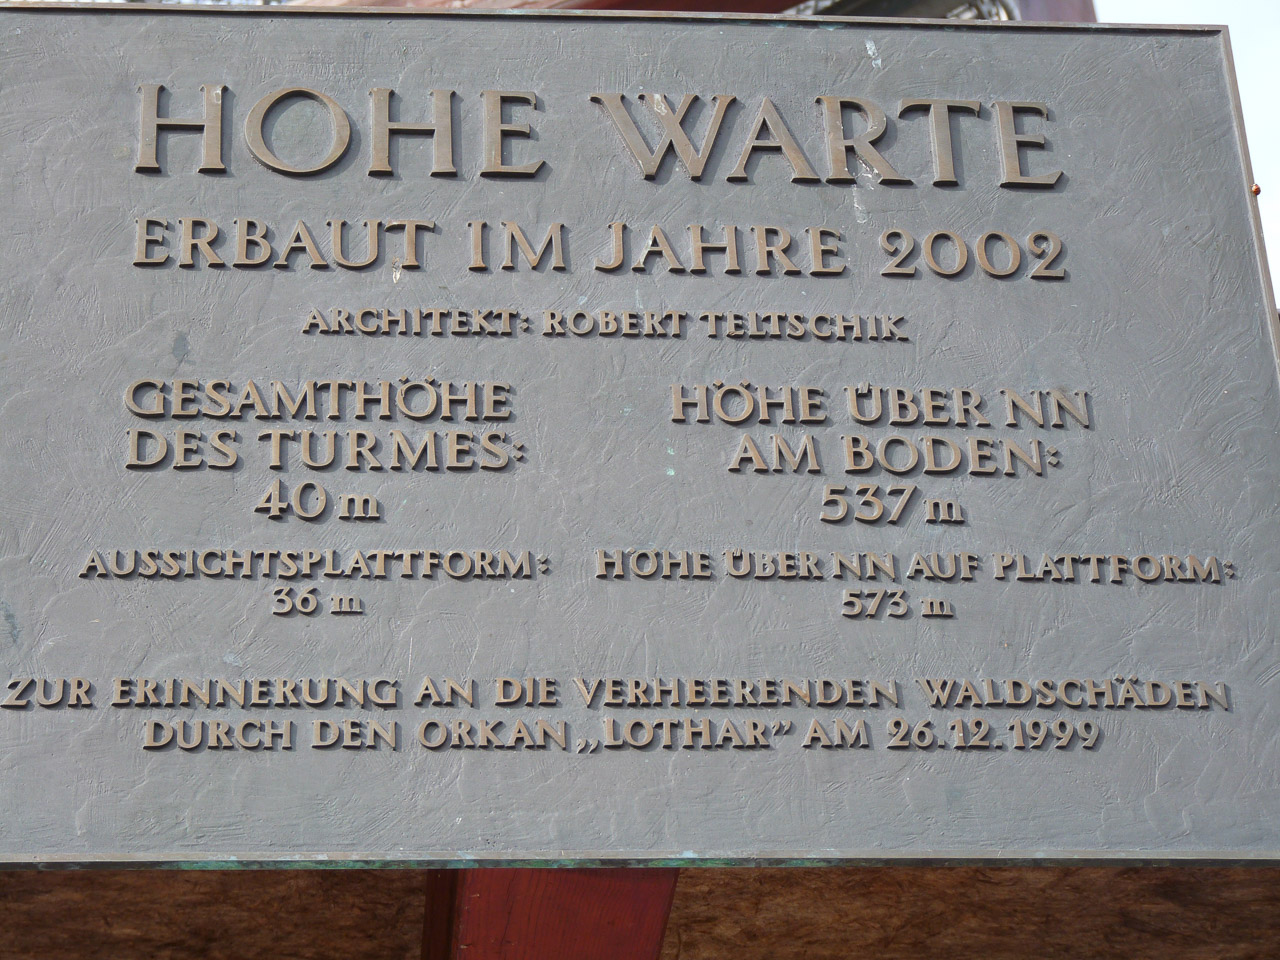 HOHE WARTE
ERBAUT IM JAHRE 2002
ARCHITEKT: ROBERT TELTSCHIK
GESAMTHÖHE
DES TURMES:
40 m
HÖHE ÜBER NN
AM BODEN:
537 m
AUSSICHTSPLATTFORM:
36 m
HÖHE ÜBER NN AUF PLATTFORM:
573 m
ZUR ERINNERUNG AN DIE VERHEERENDEN WALDSCHÄDEN
DURCH DEN ORKAN „LOTHAR” AM 26.12.1999